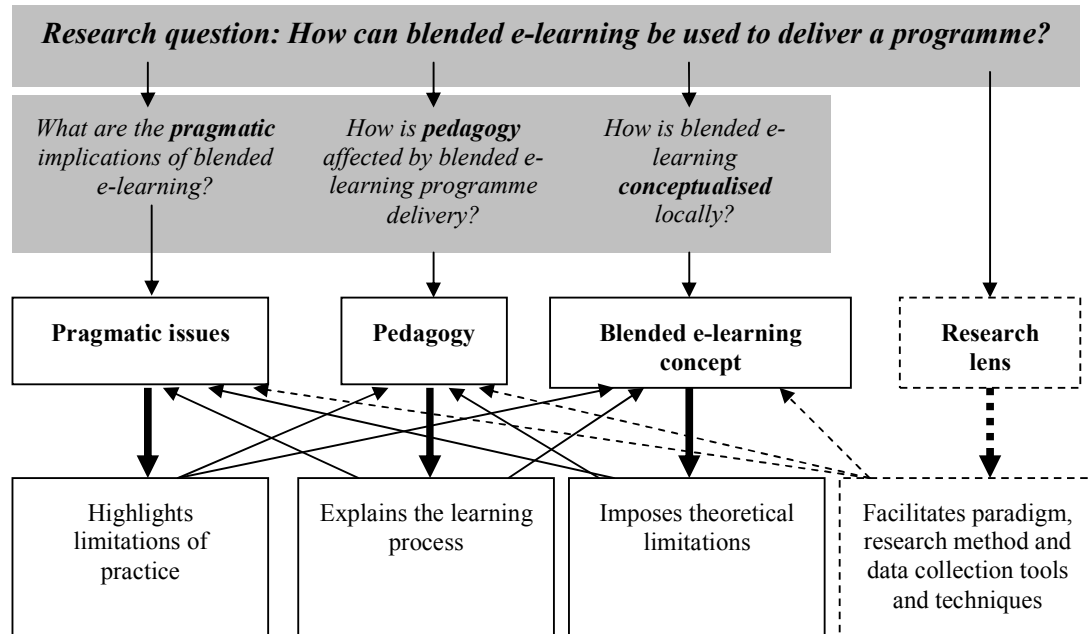 Research question: How can blended e-learning be used to deliver a programme?
What are the pragmatic
implications of blended
e-learning?
How is pedagogy
affected by blended e-
learning programme
delivery?
How is blended e-
learning
conceptualised
locally?
Pragmatic issues
Pedagogy
Blended e-learning
concept
Research
lens
Highlights
limitations of
practice
Explains the learning
process
Imposes theoretical
limitations
Facilitates paradigm,
research method and
data collection tools
and techniques